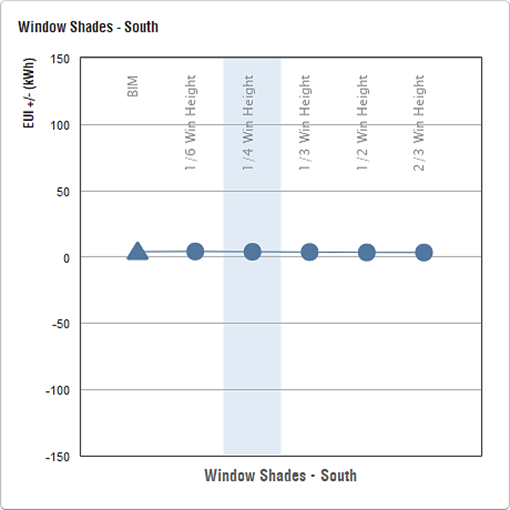 Window Shades - South
EUI +/- (kWh)
150
100
50
0
-50
-100
-150
BIM
1/6 Win Height
1/4 Win Height
1/3 Win Height
1/2 Win Height
2/3 Win Height
Window Shades - South